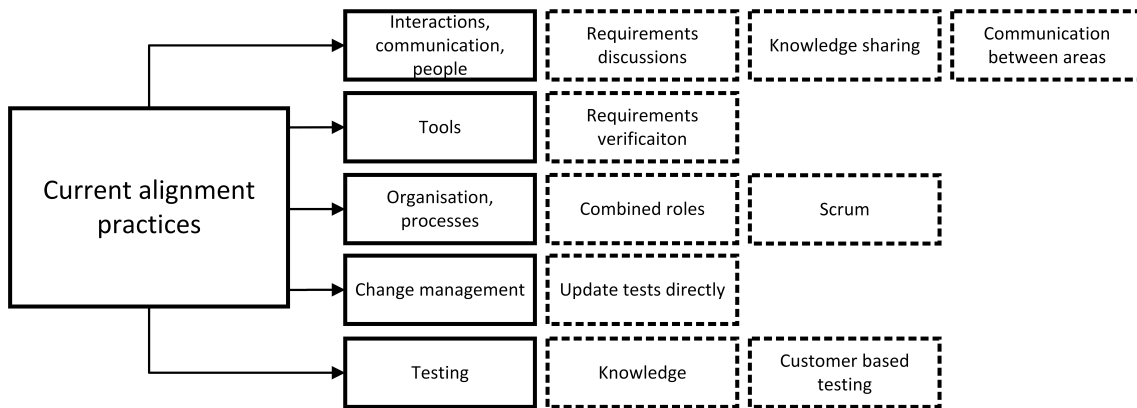 Interactions,
communication,
people
Requirements
discussions
Knowledge sharing
Communication
between areas
Tools
Requirements
verificaiton
Current alignment
practices
Organisation,
processes
Combined roles
Scrum
Change management
Update tests directly
Testing
Knowledge
Customer based
testing